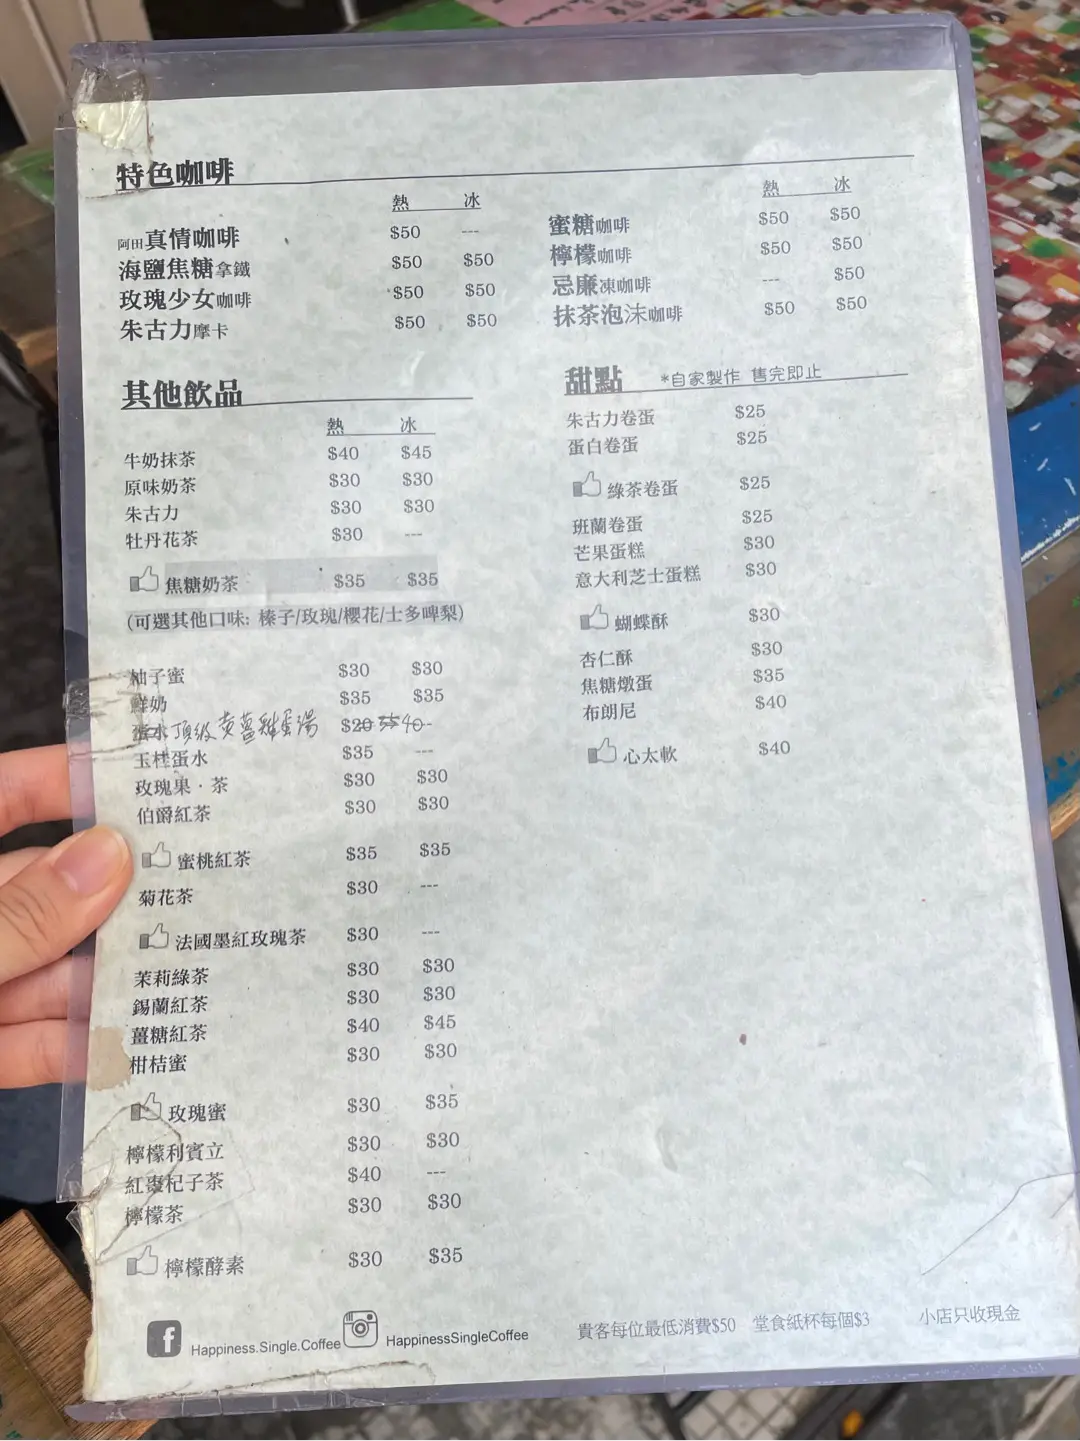 特色咖啡
熱 冰
阿田真情咖啡 $50 ---
海鹽焦糖拿鐵 $50 $50
玫瑰少女咖啡 $50 $50
朱古力摩卡 $50 $50
熱 冰
蜜糖咖啡 $50 $50
檸檬咖啡 $50 $50
忌廉凍咖啡 --- $50
抹茶泡沫咖啡 $50 $50
其他飲品
熱 冰
牛奶抹茶 $40 $45
原味奶茶 $30 $30
朱古力 $30 $30
牡丹花茶 $30 ---
焦糖奶茶 $35 $35
(可選其他口味: 榛子/玫瑰/櫻花/士多啤梨)
柚子蜜 $30 $30
鮮奶 $35 $35
蛋水 頂級黃薑雞蛋湯 $20 40
玉桂蛋水 $35 ---
玫瑰果·茶 $30 $30
伯爵紅茶 $30 $30
蜜桃紅茶 $35 $35
菊花茶 $30 ---
法國墨紅玫瑰茶 $30 ---
茉莉綠茶 $30 $30
錫蘭紅茶 $30 $30
薑糖紅茶 $40 $45
柑桔蜜 $30 $30
玫瑰蜜 $30 $35
檸檬利賓立 $30 $30
紅棗杞子茶 $40 ---
檸檬茶 $30 $30
檸檬酵素 $30 $35
甜點 *自家製作 售完即止
朱古力卷蛋 $25
蛋白卷蛋 $25
綠茶卷蛋 $25
班蘭卷蛋 $25
芒果蛋糕 $30
意大利芝士蛋糕 $30
蝴蝶酥 $30
杏仁酥 $30
焦糖燉蛋 $35
布朗尼 $40
心太軟 $40
f Happiness.Single.Coffee HappinessSingleCoffee 貴客每位最低消費$50 堂食紙杯每個$3 小店只收現金